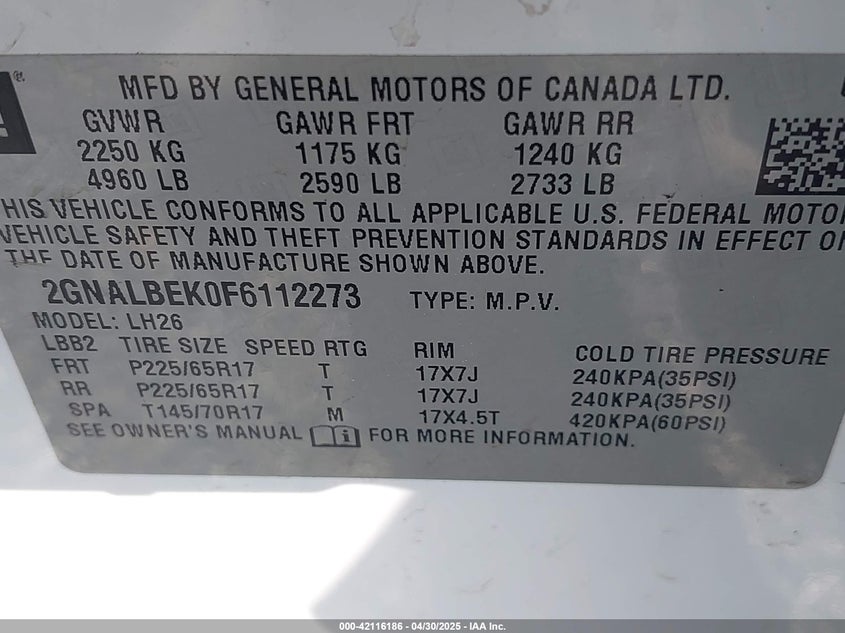 MFD BY GENERAL MOTORS OF CANADA LTD.
GVWR GAWR FRT GAWR RR
2250 KG 1175 KG 1240 KG
4960 LB 2590 LB 2733 LB
HIS VEHICLE CONFORMS TO ALL APPLICABLE U.S. FEDERAL MOTOR
VEHICLE SAFETY AND THEFT PREVENTION STANDARDS IN EFFECT ON
THE DATE OF MANUFACTURE SHOWN ABOVE.
2GNALBEK0F6112273 TYPE: M.P.V.
MODEL: LH26
LBB2 TIRE SIZE SPEED RTG RIM COLD TIRE PRESSURE
FRT P225/65R17 T 17X7J 240KPA(35PSI)
RR P225/65R17 T 17X7J 240KPA(35PSI)
SPA T145/70R17 M 17X4.5T 420KPA(60PSI)
SEE OWNER'S MANUAL FOR MORE INFORMATION.
000-42116186 - 04/30/2025 - IAA Inc.